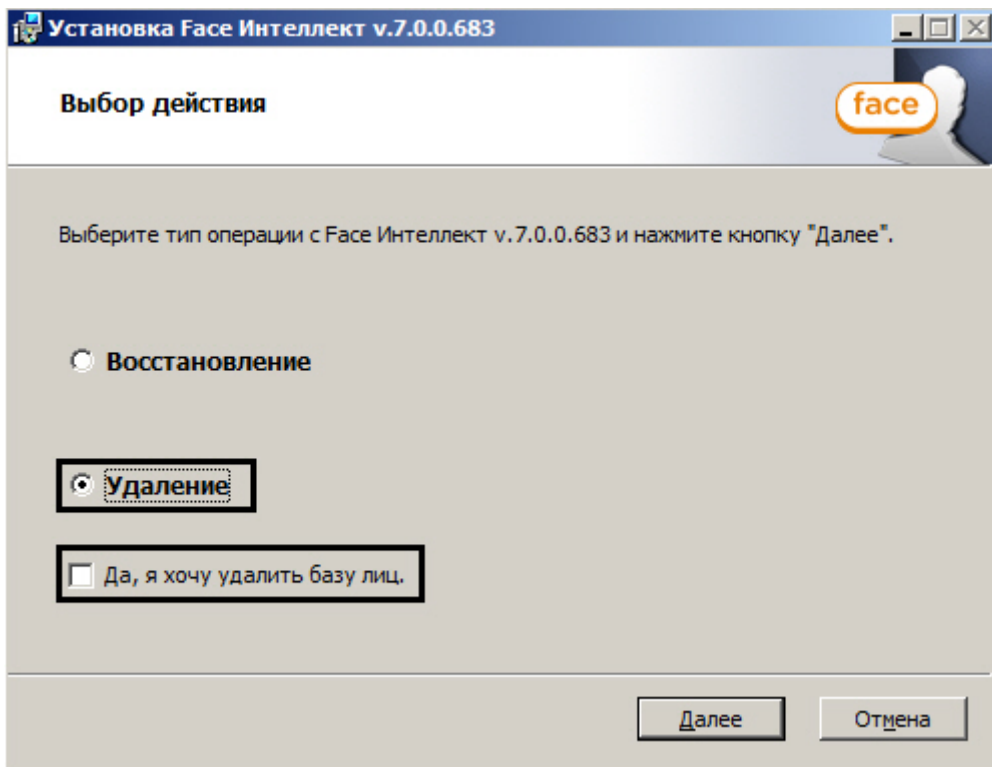 Установка Face Интеллект v.7.0.0.683
Выбор действия
face
Выберите тип операции с Face Интеллект v.7.0.0.683 и нажмите кнопку "Далее".
Восстановление
Удаление
Да, я хочу удалить базу лиц.
Далее
Отмена